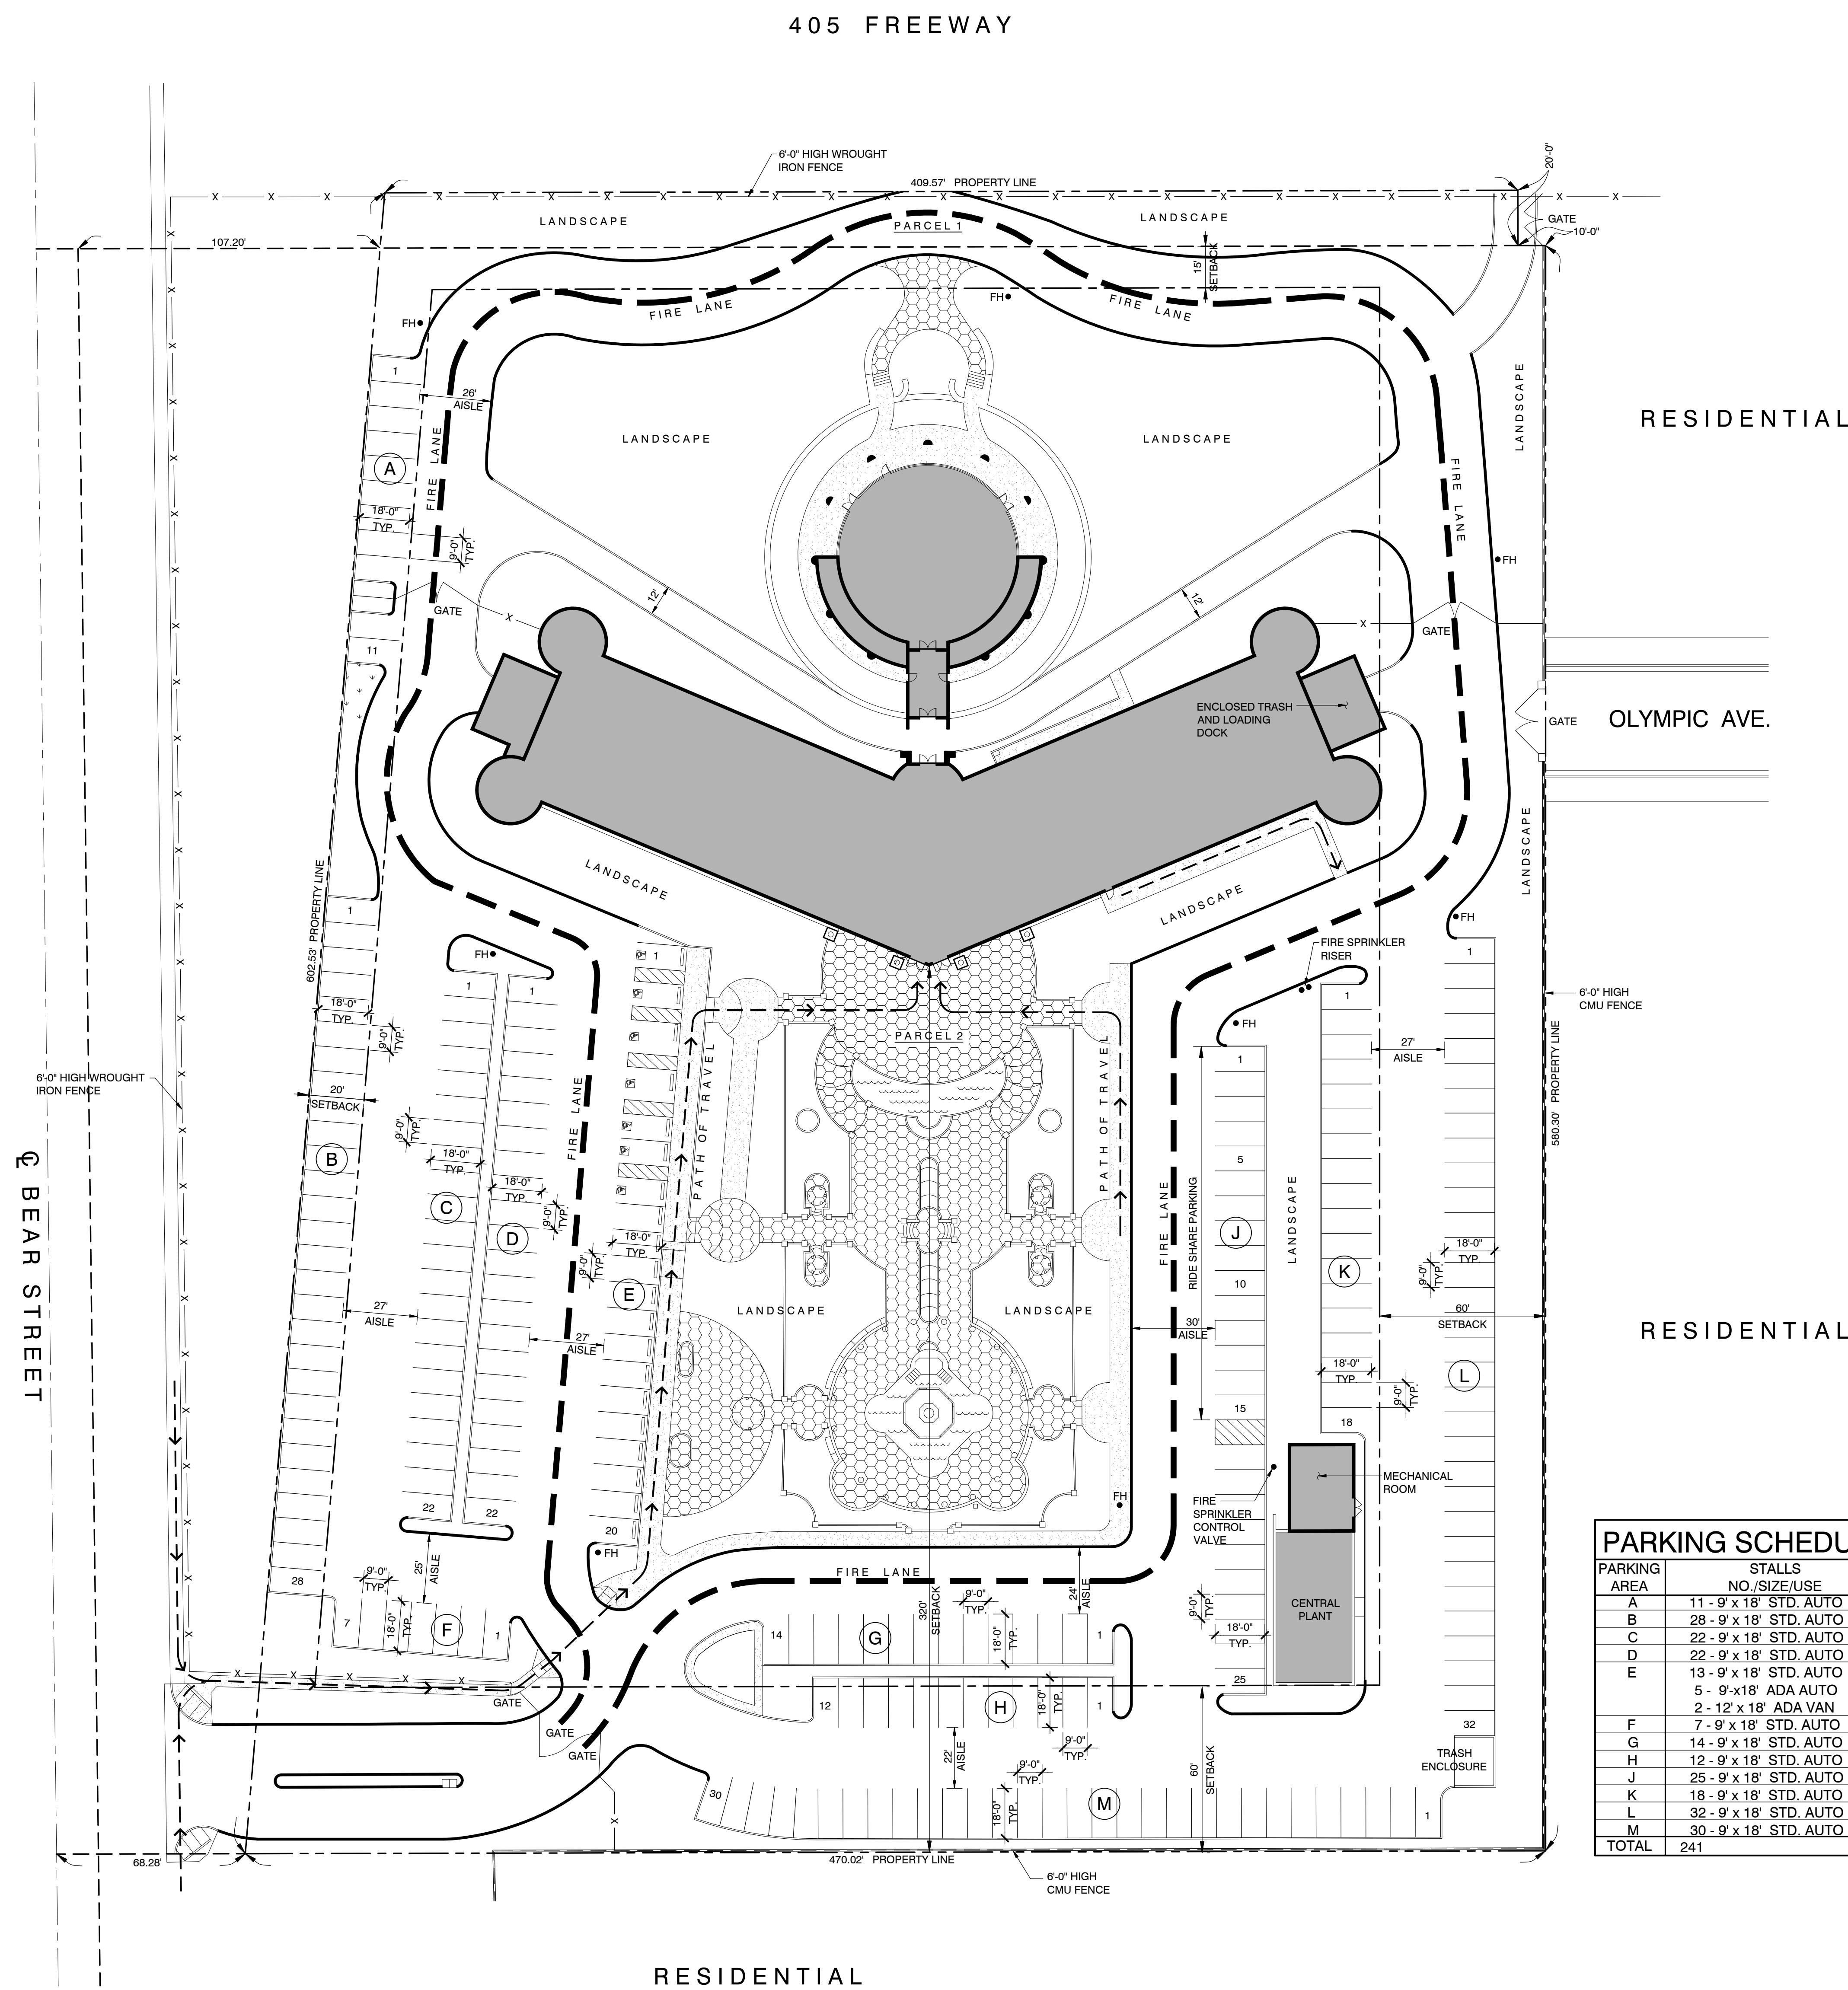 405 FREEWAY
6'-0" HIGH WROUGHT
IRON FENCE
409.57' PROPERTY LINE
20'-0"
LANDSCAPE
LANDSCAPE
PARCEL 1
GATE
10'-0"
107.20'
15'
SETBACK
FH
FIRE LANE
FIRE LANE
FH
1
26'
AISLE
LANDSCAPE
LANDSCAPE
LANDSCAPE
RESIDENTIAL
FIRE LANE
A
18'-0"
TYP.
9'-0"
TYP.
FIRE LANE
FH
12'
12'
GATE
GATE
11
ENCLOSED TRASH
AND LOADING
DOCK
GATE
OLYMPIC AVE.
LANDSCAPE
LANDSCAPE
LANDSCAPE
602.53' PROPERTY LINE
1
FH
FIRE SPRINKLER
RISER
FH
1
1
1
1
1
18'-0"
TYP.
9'-0"
TYP.
6'-0" HIGH
CMU FENCE
FH
PARCEL 2
1
27'
AISLE
580.30' PROPERTY LINE
6'-0" HIGH WROUGHT
IRON FENCE
20'
SETBACK
FIRE LANE
PATH OF TRAVEL
PATH OF TRAVEL
9'-0"
TYP.
B
18'-0"
TYP.
18'-0"
TYP.
9'-0"
TYP.
C
D
5
RIDE SHARE PARKING
FIRE LANE
J
LANDSCAPE
18'-0"
TYP.
9'-0"
TYP.
K
18'-0"
TYP.
9'-0"
TYP.
E
10
℄ BEAR STREET
27'
AISLE
27'
AISLE
LANDSCAPE
LANDSCAPE
30'
AISLE
60'
SETBACK
RESIDENTIAL
18'-0"
TYP.
9'-0"
TYP.
L
15
18
22
22
20
FH
FH
MECHANICAL
ROOM
FIRE
SPRINKLER
CONTROL
VALVE
25'
AISLE
28
9'-0"
TYP.
18'-0"
TYP.
7
F
1
FIRE LANE
320'
SETBACK
24'
AISLE
9'-0"
TYP.
14
G
18'-0"
TYP.
1
9'-0"
TYP.
18'-0"
TYP.
CENTRAL
PLANT
25
12
H
18'-0"
TYP.
1
9'-0"
TYP.
GATE
GATE
GATE
22'
AISLE
9'-0"
TYP.
60'
SETBACK
32
TRASH
ENCLOSURE
30
18'-0"
TYP.
M
1
68.28'
470.02' PROPERTY LINE
6'-0" HIGH
CMU FENCE
RESIDENTIAL
PARKING SCHEDU
PARKING
AREA
STALLS
NO./SIZE/USE
A 11 - 9' x 18' STD. AUTO
B 28 - 9' x 18' STD. AUTO
C 22 - 9' x 18' STD. AUTO
D 22 - 9' x 18' STD. AUTO
E 13 - 9' x 18' STD. AUTO
5 - 9'-x18' ADA AUTO
2 - 12' x 18' ADA VAN
F 7 - 9' x 18' STD. AUTO
G 14 - 9' x 18' STD. AUTO
H 12 - 9' x 18' STD. AUTO
J 25 - 9' x 18' STD. AUTO
K 18 - 9' x 18' STD. AUTO
L 32 - 9' x 18' STD. AUTO
M 30 - 9' x 18' STD. AUTO
TOTAL 241